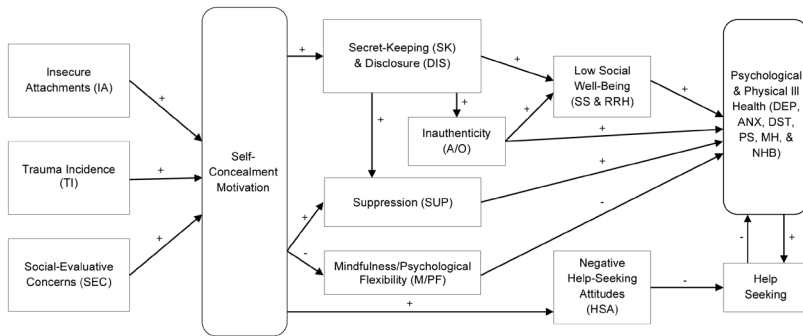 Insecure
Attachments (IA)
Trauma Incidence
(TI)
Social-Evaluative
Concerns (SEC)
+
+
+
Self-
Concealment
Motivation
+
Secret-Keeping (SK)
& Disclosure (DIS)
+
+
+
Inauthenticity
(A/O)
+
+
Low Social
Well-Being
(SS & RRH)
+
+
-
Suppression (SUP)
+
-
Mindfulness/Psychological
Flexibility (M/PF)
+
Negative
Help-Seeking
Attitudes
(HSA)
-
Psychological
& Physical Ill
Health (DEP,
ANX, DST,
PS, MH, &
NHB)
-
+
Help
Seeking